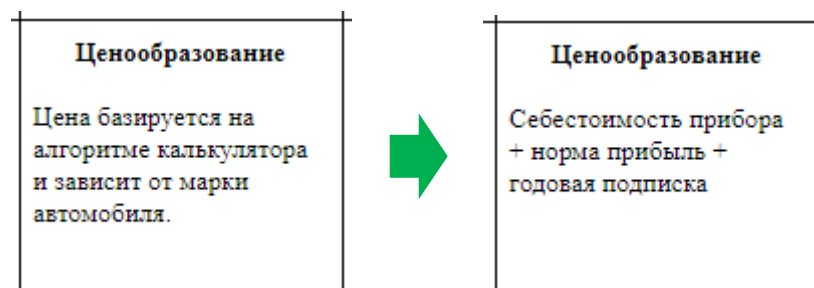 Ценообразование
Цена базируется на
алгоритме калькулятора
и зависит от марки
автомобиля.
Ценообразование
Себестоимость прибора
+ норма прибыль +
годовая подписка